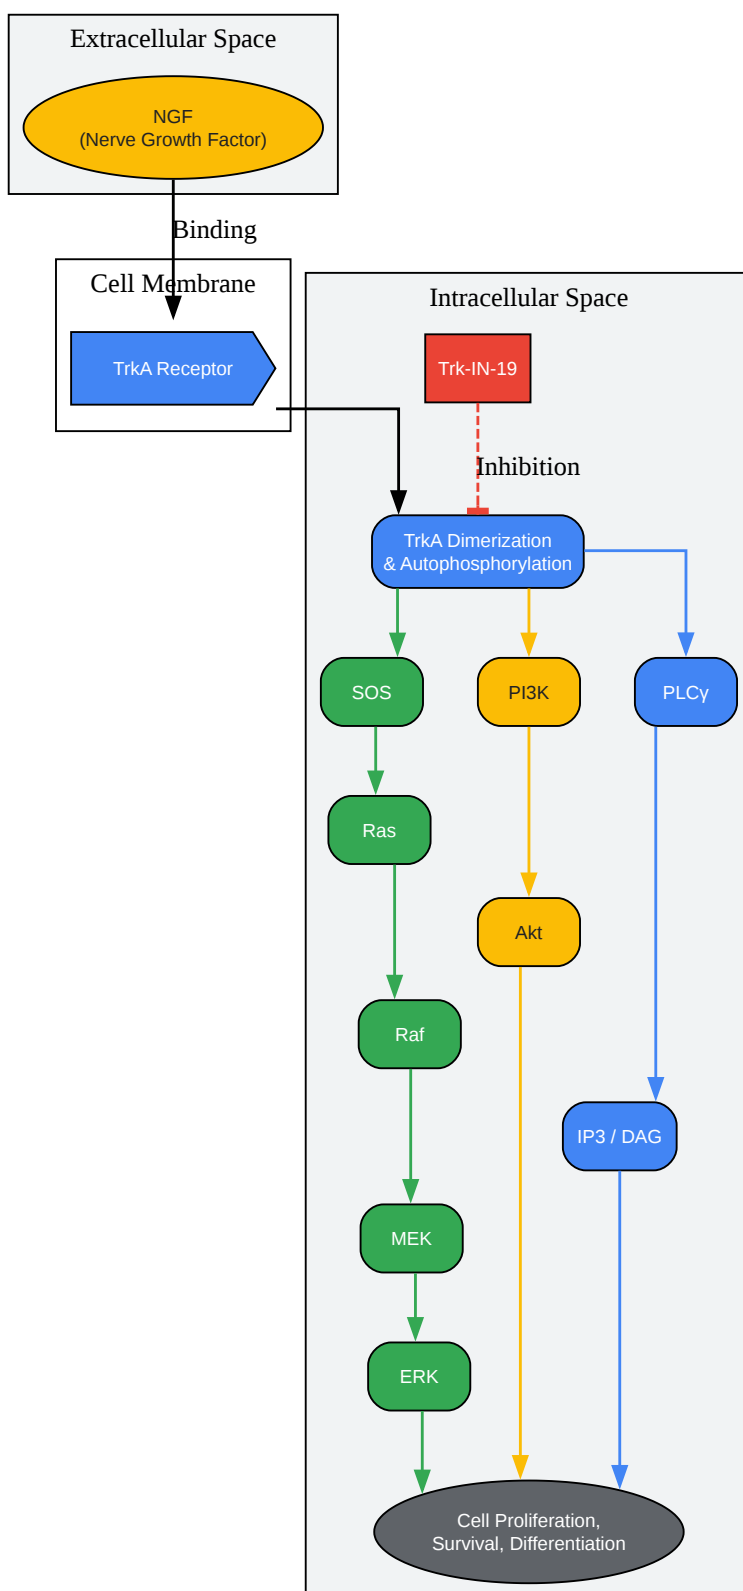 Extracellular Space
NGF
(Nerve Growth Factor)
Binding
Cell Membrane
TrkA Receptor
Intracellular Space
Trk-IN-19
Inhibition
TrkA Dimerization
& Autophosphorylation
SOS
PI3K
PLCγ
Ras
Akt
Raf
IP3 / DAG
MEK
ERK
Cell Proliferation,
Survival, Differentiation